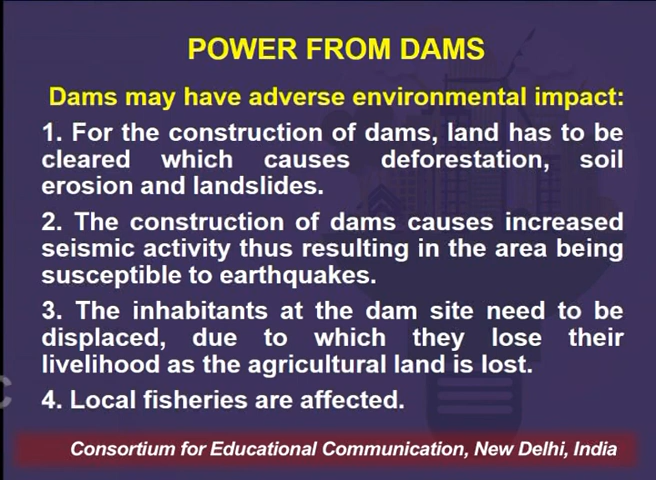 POWER FROM DAMS
Dams may have adverse environmental impact:
1. For the construction of dams, land has to be
cleared which causes deforestation, soil
erosion and landslides.
2. The construction of dams causes increased
seismic activity thus resulting in the area being
susceptible to earthquakes.
3. The inhabitants at the dam site need to be
displaced, due to which they lose their
livelihood as the agricultural land is lost.
4. Local fisheries are affected.
Consortium for Educational Communication, New Delhi, India